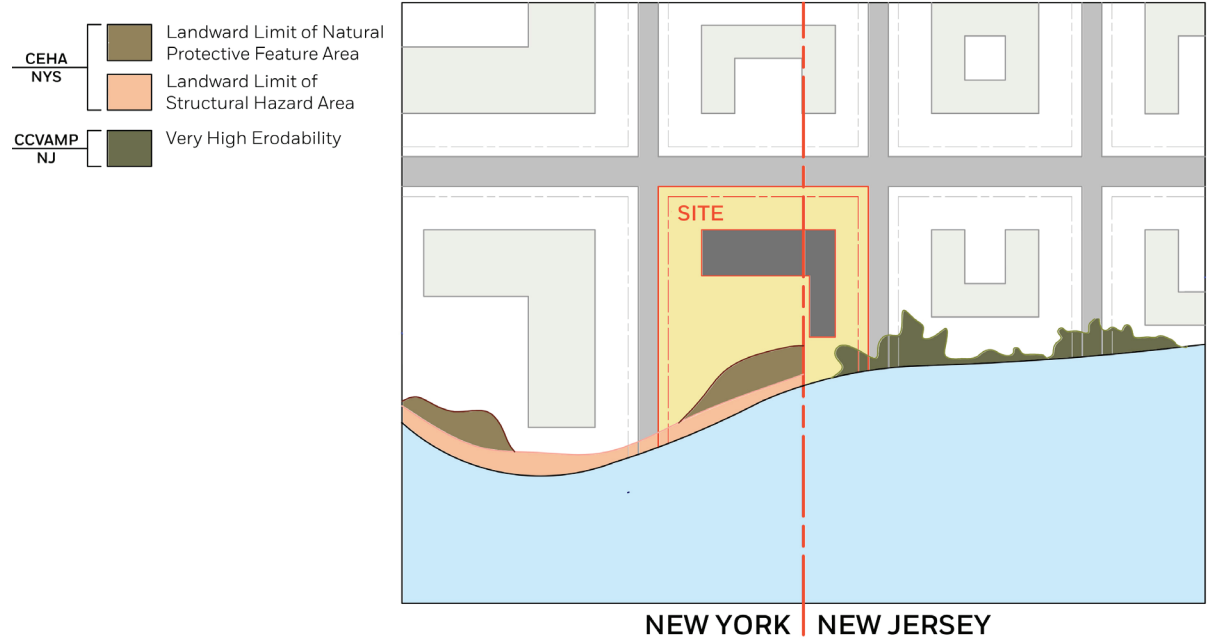 CEHA
NYS
Landward Limit of Natural
Protective Feature Area
Landward Limit of
Structural Hazard Area
CCVAMP
NJ
Very High Erodability
SITE
NEW YORK
NEW JERSEY